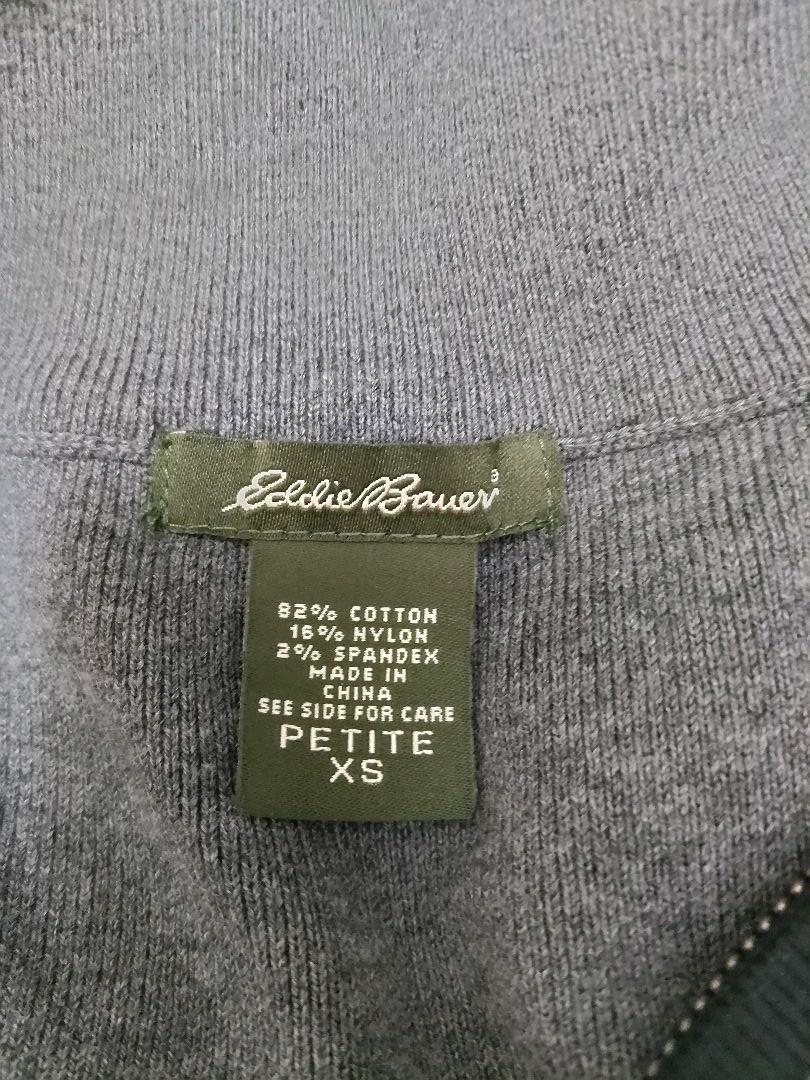 Eddie Bauer®
82% COTTON
16% NYLON
2% SPANDEX
MADE IN
CHINA
SEE SIDE FOR CARE
PETITE
XS